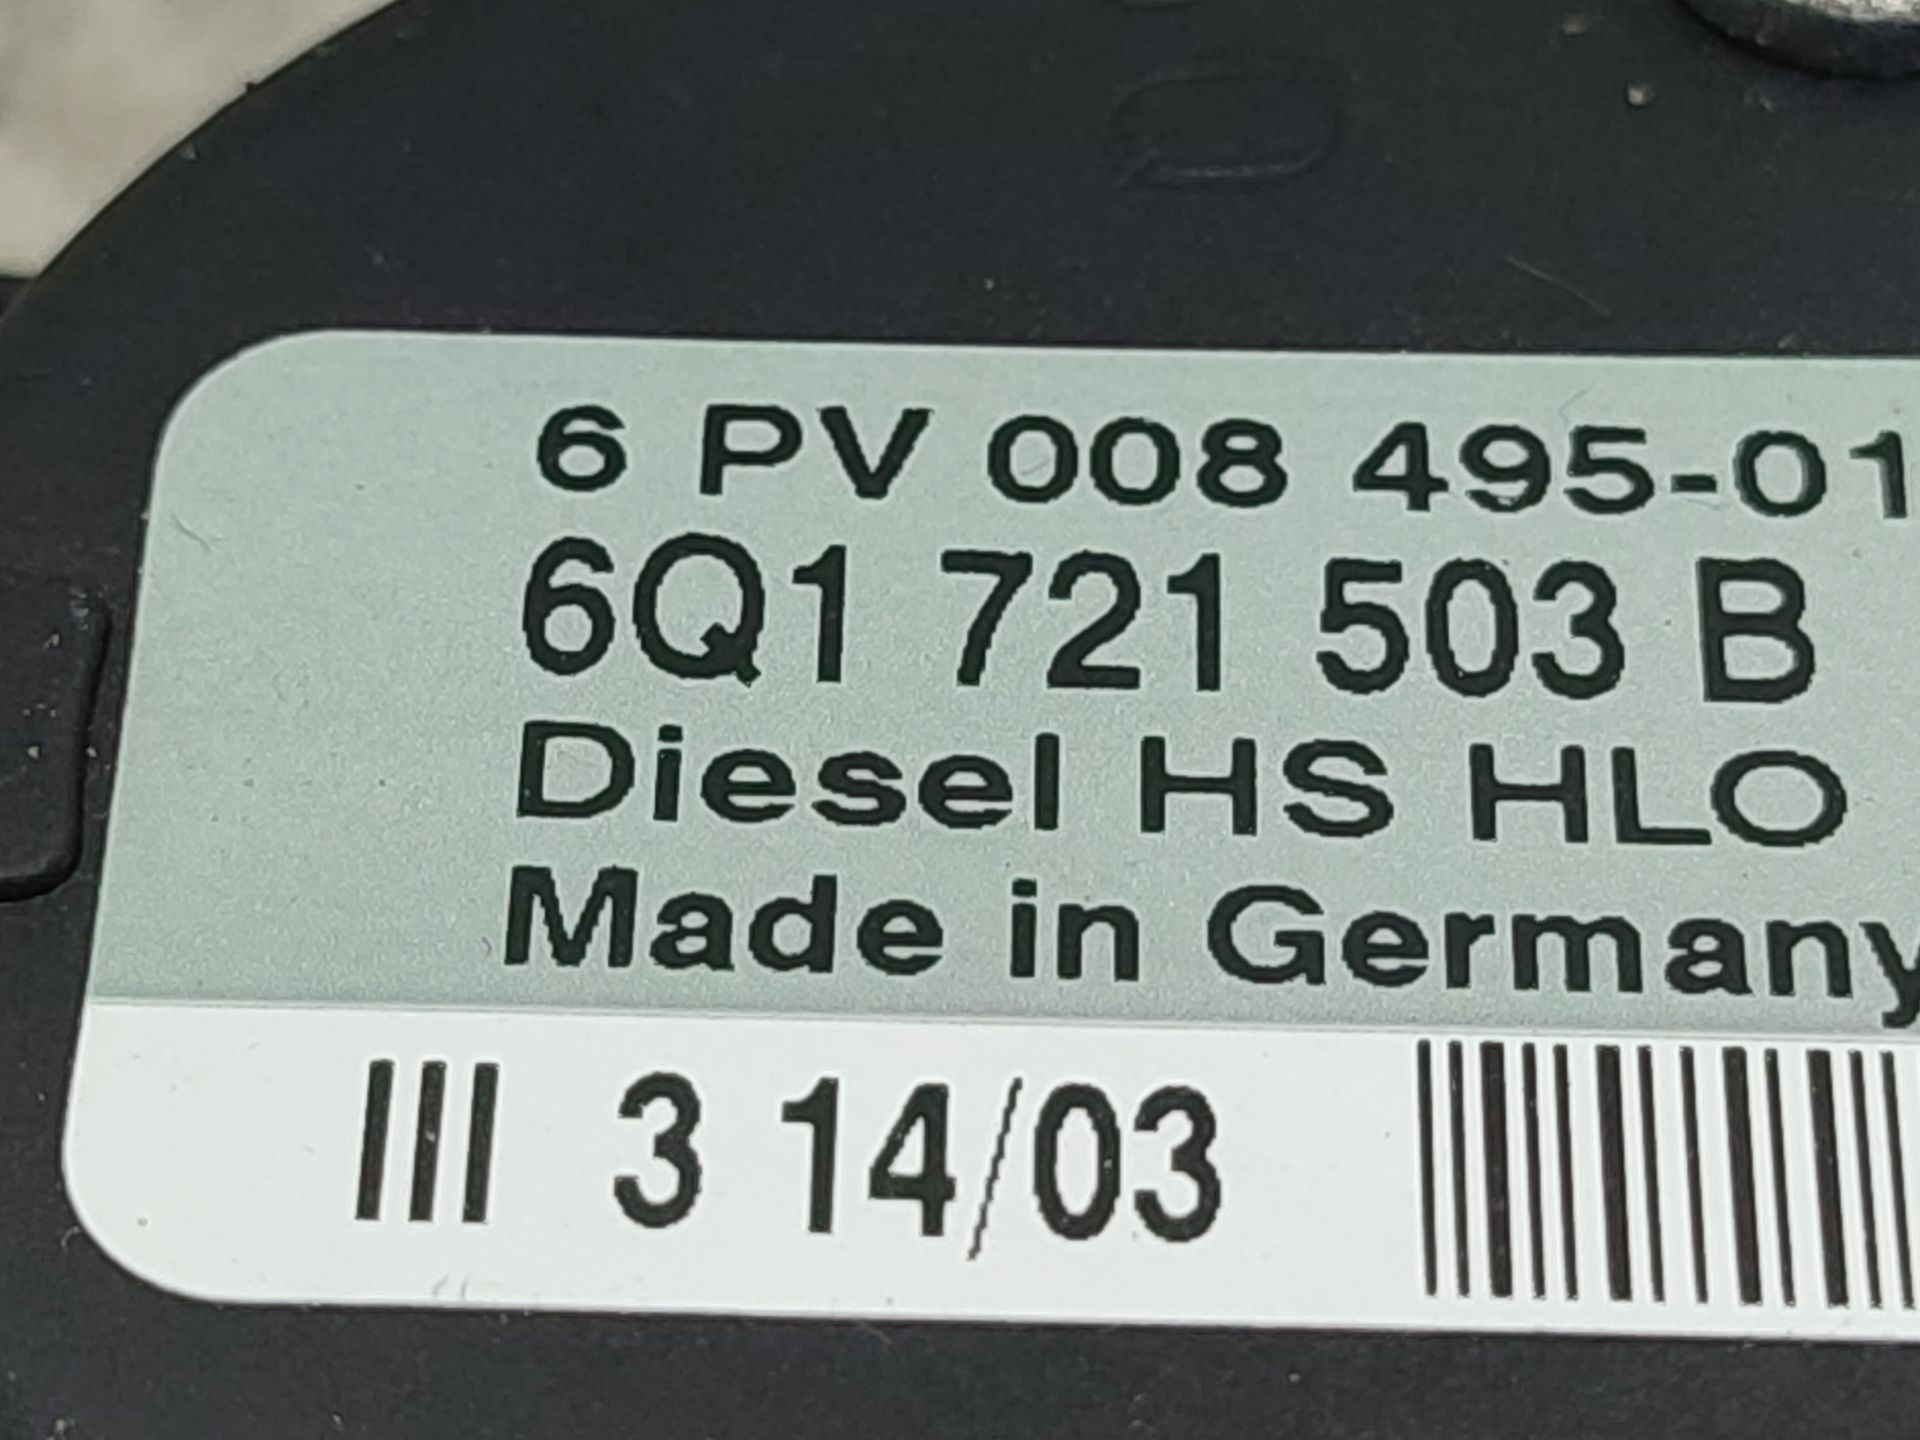 6 PV 008 495-01
6Q1 721 503 B
Diesel HS HLO
Made in Germany
III 3 14/03